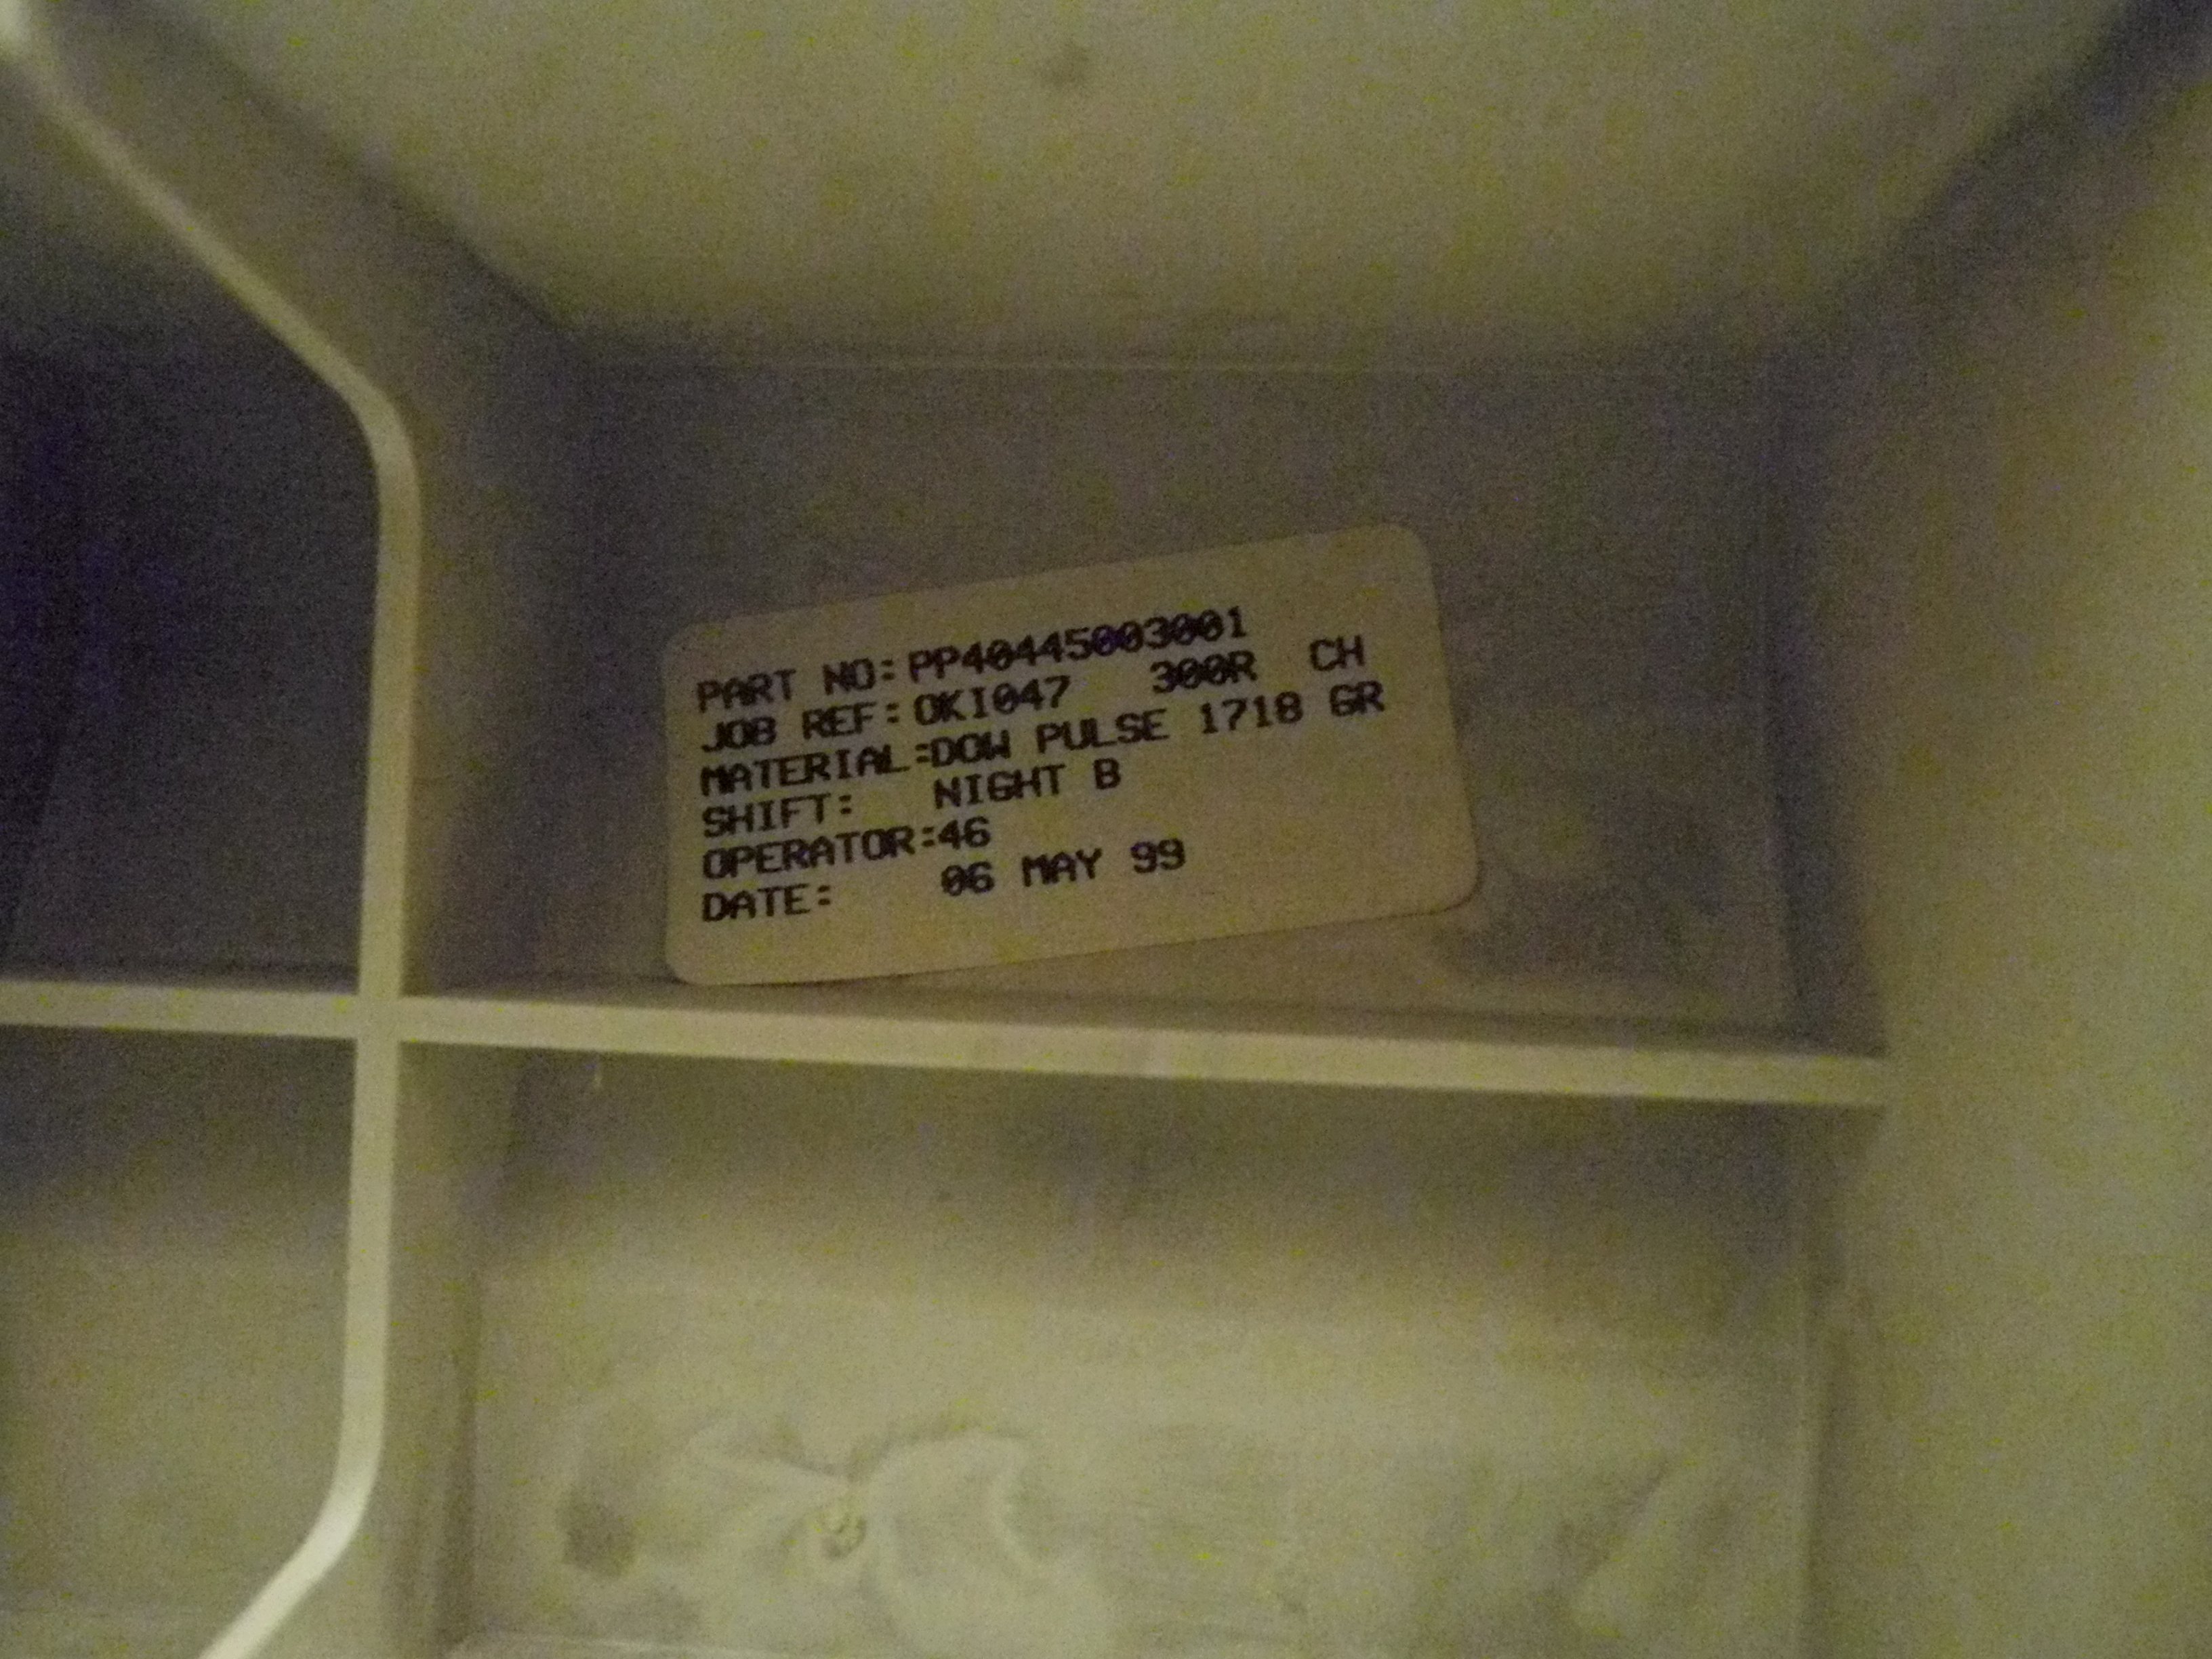 PART NO: PP40445003001
JOB REF: OKI047 300R CH
MATERIAL:DOW PULSE 1718 GR
SHIFT: NIGHT B
OPERATOR:46
DATE: 06 MAY 99